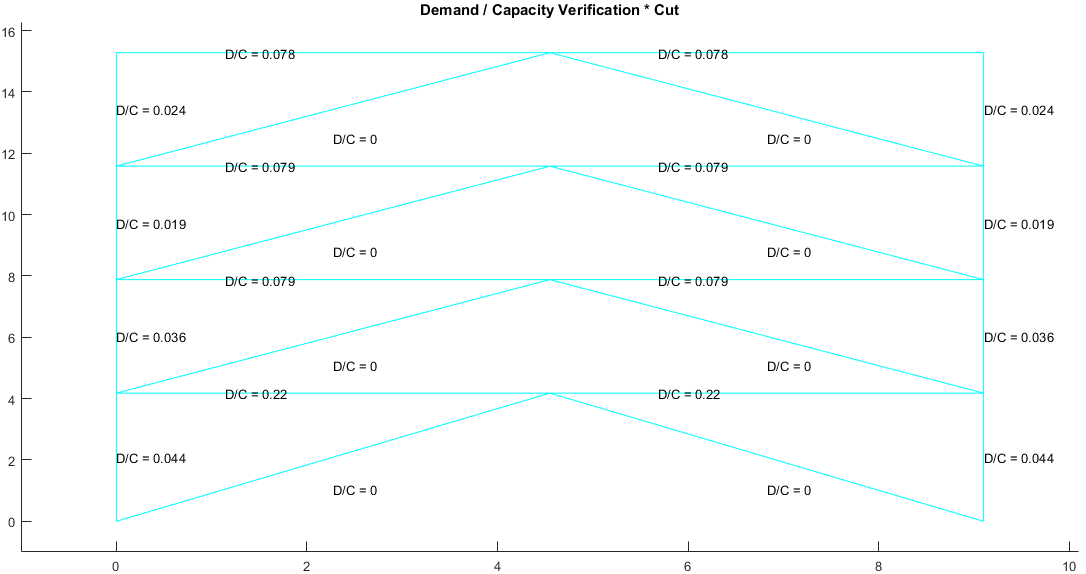 Demand / Capacity Verification * Cut
16
D/C = 0.078
D/C = 0.078
14
D/C = 0.024
D/C = 0.024
12
D/C = 0
D/C = 0
D/C = 0.079
D/C = 0.079
10
D/C = 0.019
D/C = 0.019
D/C = 0
D/C = 0
8
D/C = 0.079
D/C = 0.079
6
D/C = 0.036
D/C = 0.036
D/C = 0
D/C = 0
4
D/C = 0.22
D/C = 0.22
2
D/C = 0.044
D/C = 0.044
D/C = 0
D/C = 0
0
0
2
4
6
8
10